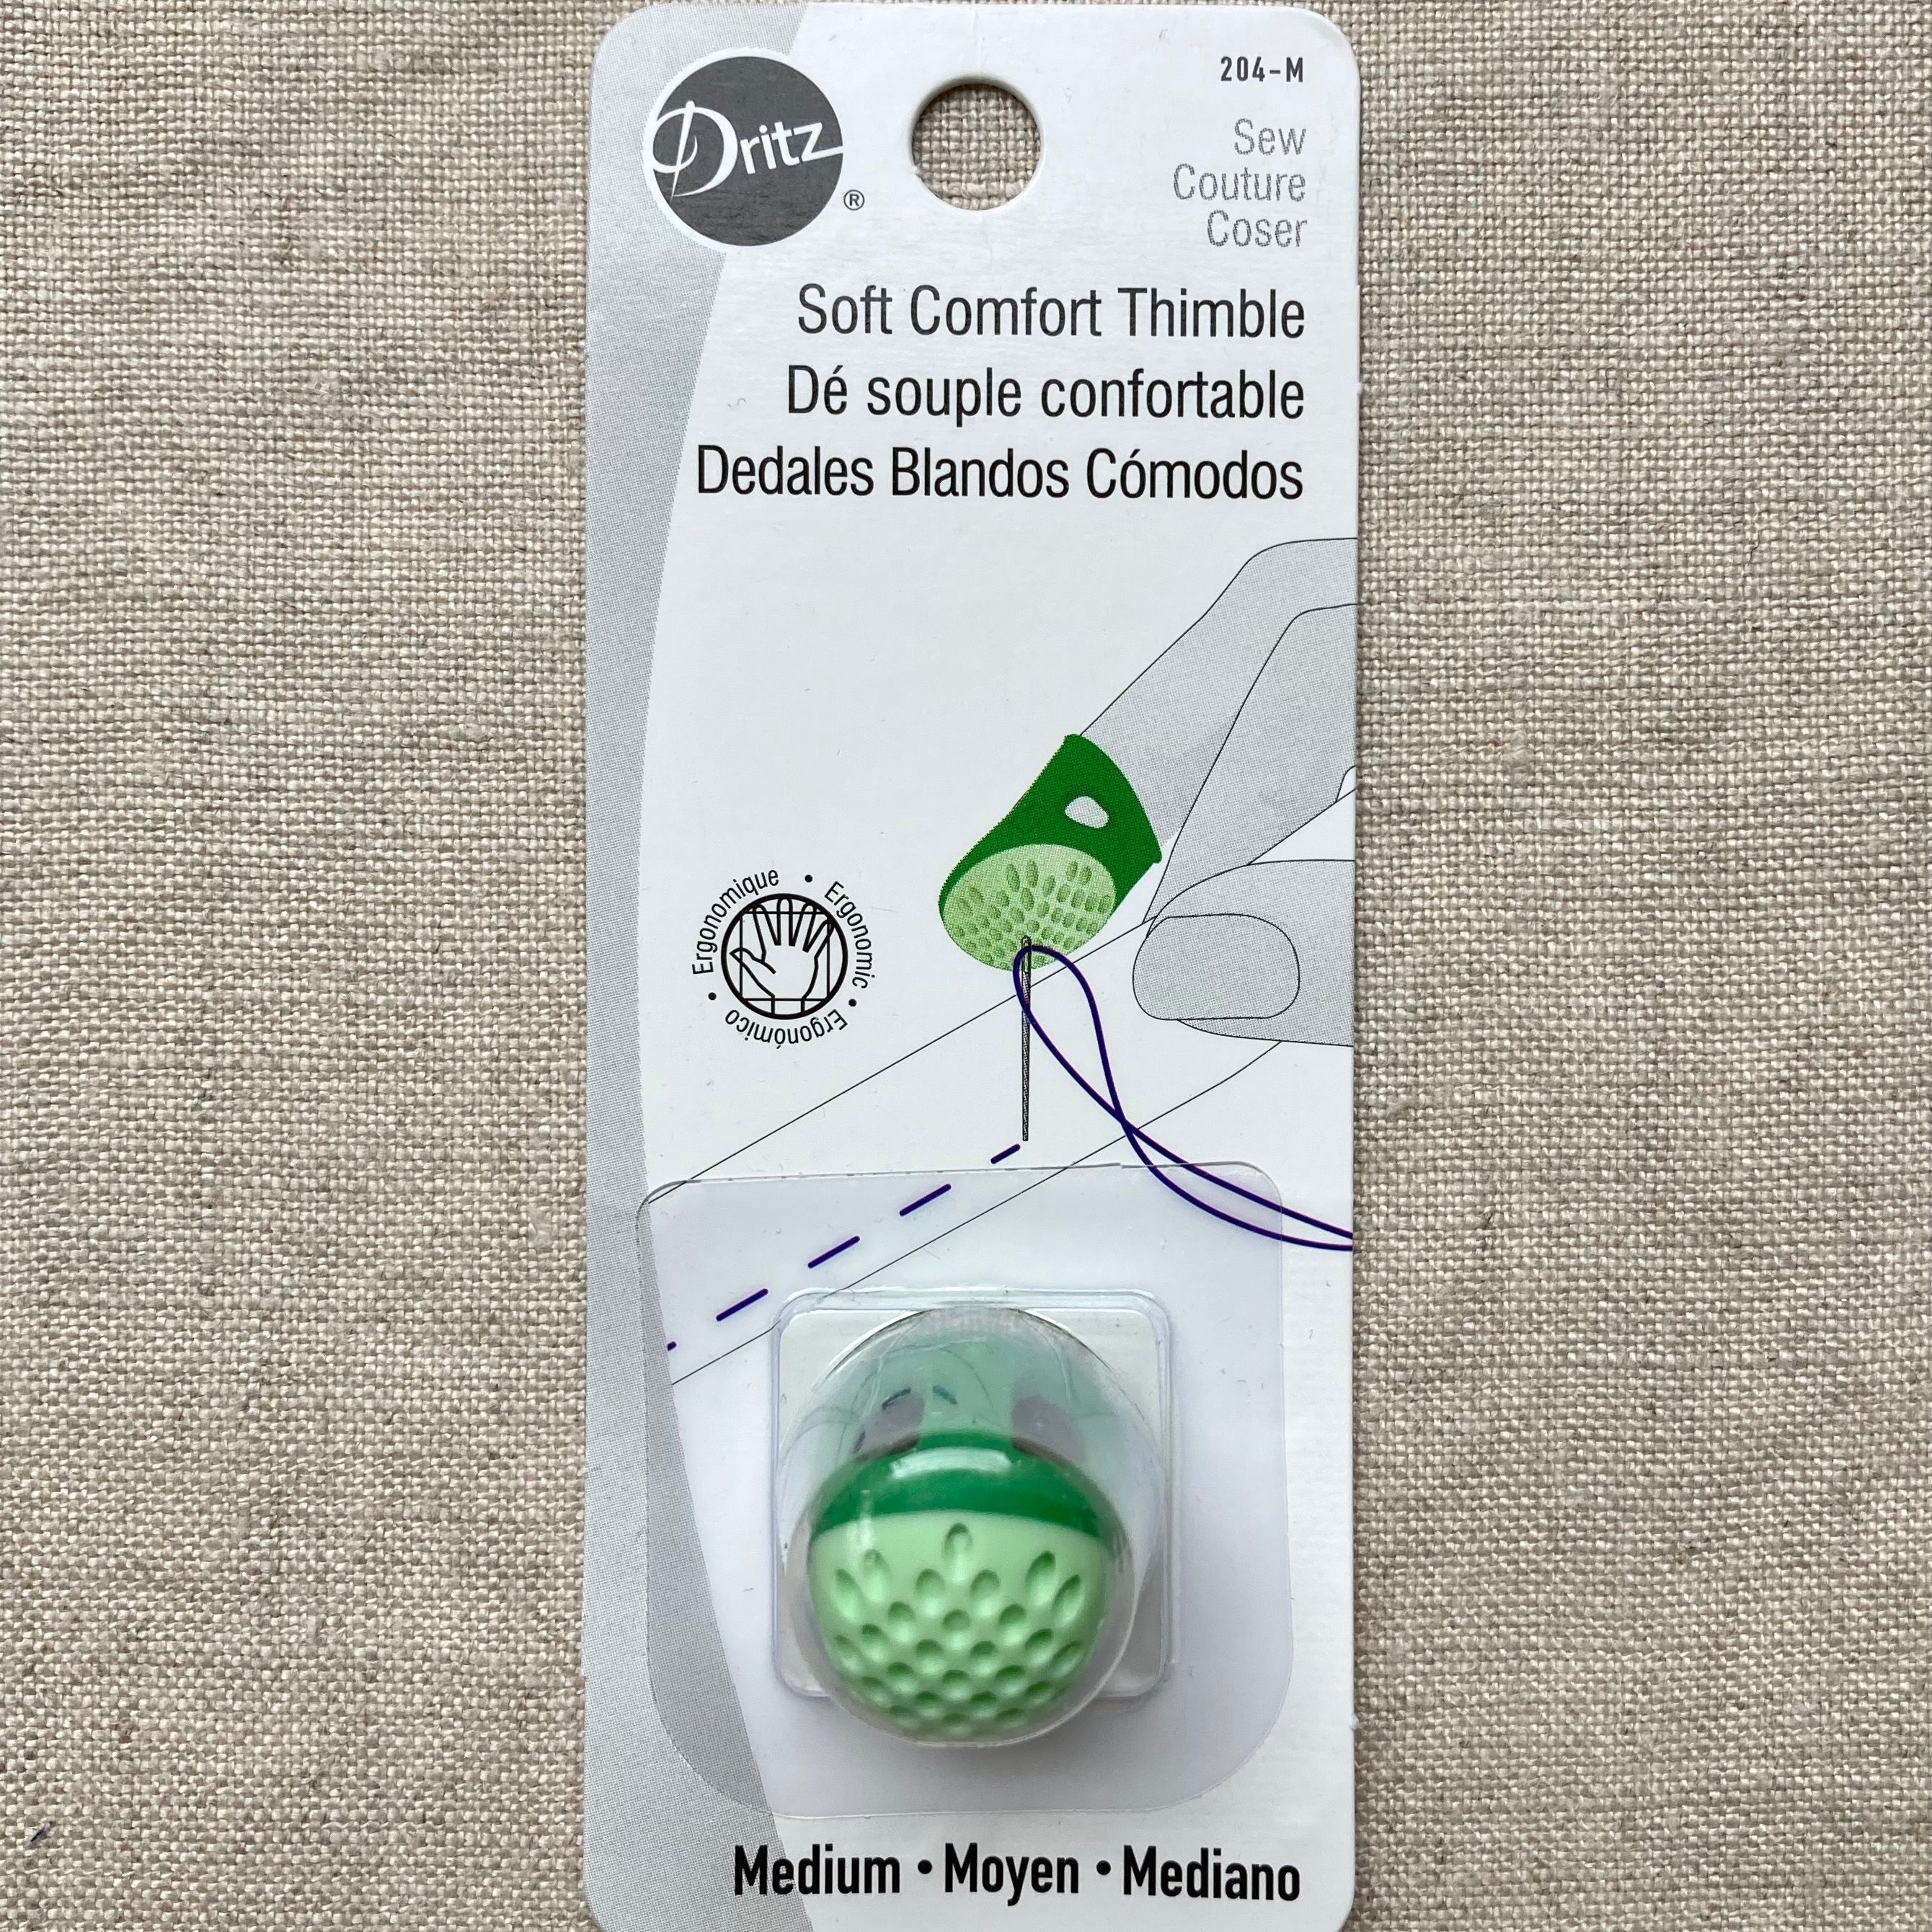 Dritz®
204-M
Sew
Couture
Coser
Soft Comfort Thimble
Dé souple confortable
Dedales Blandos Cómodos
Ergonomique • Ergonomic • Ergonómico •
Medium • Moyen • Mediano